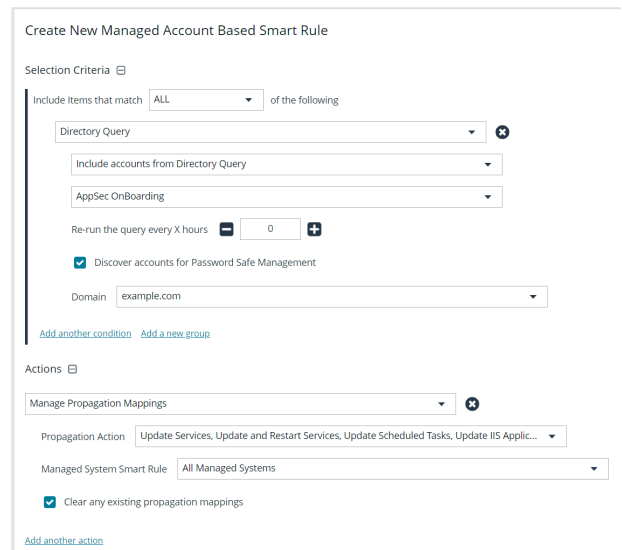 Create New Managed Account Based Smart Rule
Selection Criteria
Include Items that match ALL of the following
Directory Query
Include accounts from Directory Query
AppSec OnBoarding
Re-run the query every X hours 0
Discover accounts for Password Safe Management
Domain example.com
Add another condition Add a new group
Actions
Manage Propagation Mappings
Propagation Action Update Services, Update and Restart Services, Update Scheduled Tasks, Update IIS Applic...
Managed System Smart Rule All Managed Systems
Clear any existing propagation mappings
Add another action